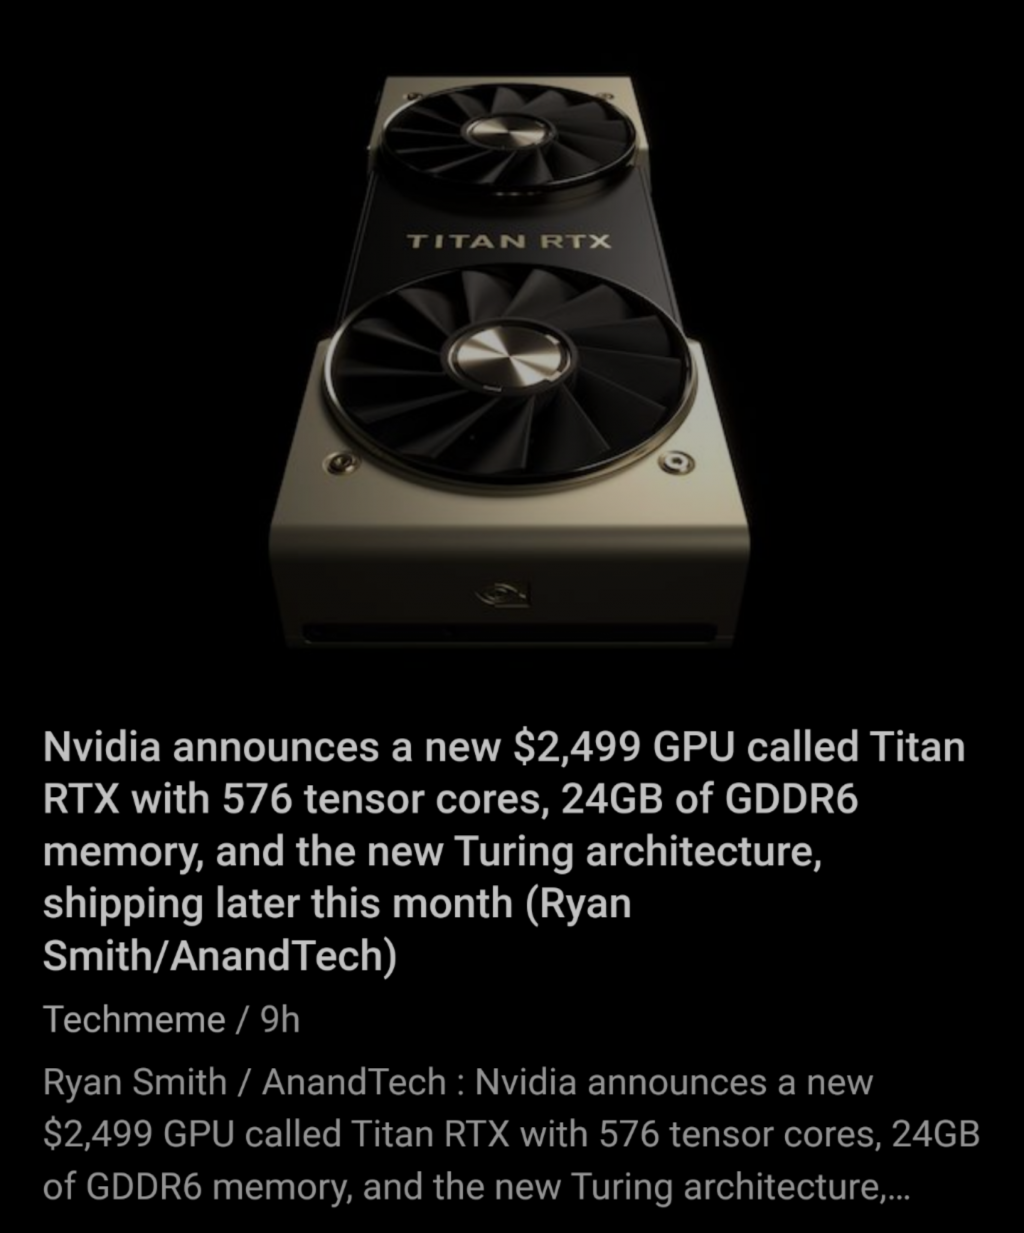 TITAN RTX
Nvidia announces a new $2,499 GPU called Titan
RTX with 576 tensor cores, 24GB of GDDR6
memory, and the new Turing architecture,
shipping later this month (Ryan
Smith/AnandTech)
Techmeme / 9h
Ryan Smith / AnandTech : Nvidia announces a new
$2,499 GPU called Titan RTX with 576 tensor cores, 24GB
of GDDR6 memory, and the new Turing architecture,...